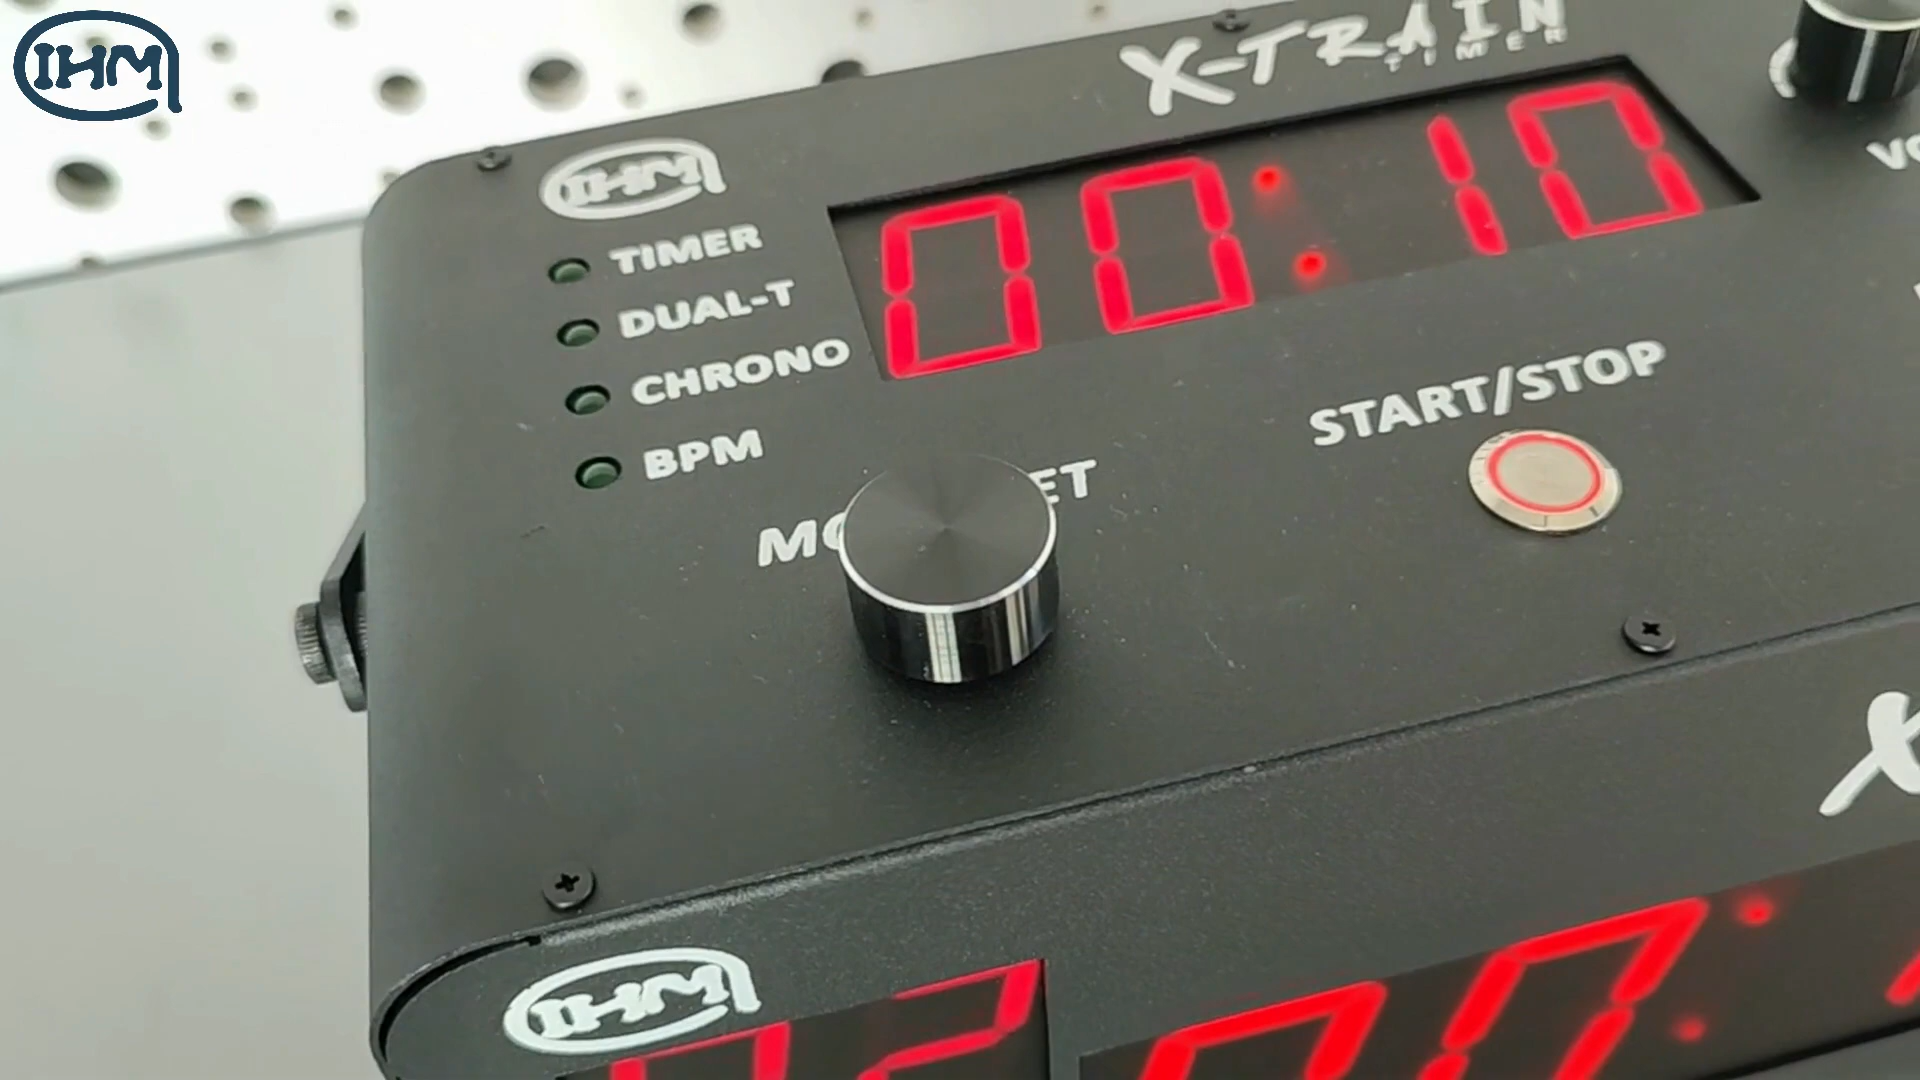 IHM
X-TRAIN
TIMER
IHM
00:10
TIMER
DUAL-T
CHRONO
BPM
START/STOP
IHM